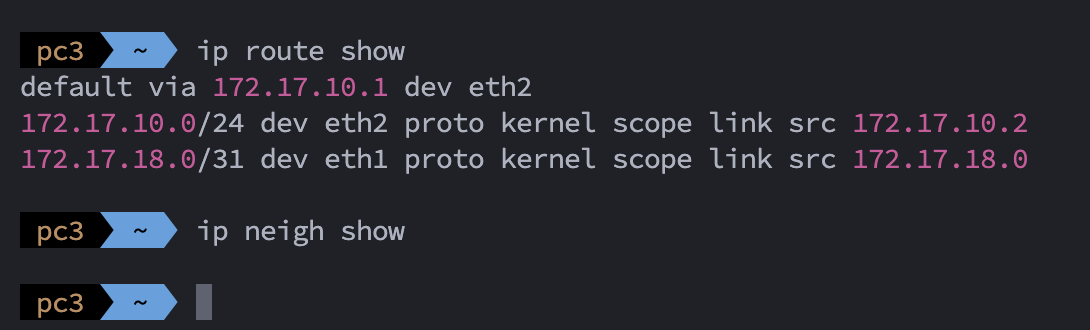 pc3 ~ ip route show
default via 172.17.10.1 dev eth2
172.17.10.0/24 dev eth2 proto kernel scope link src 172.17.10.2
172.17.18.0/31 dev eth1 proto kernel scope link src 172.17.18.0
pc3 ~ ip neigh show
pc3 ~